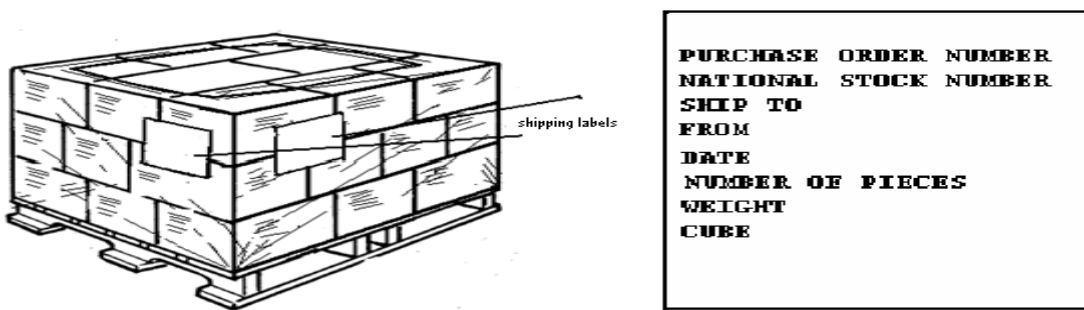 shipping labels
PURCHASE ORDER NUMBER
NATIONAL STOCK NUMBER
SHIP TO
FROM
DATE
NUMBER OF PIECES
WEIGHT
CUBE